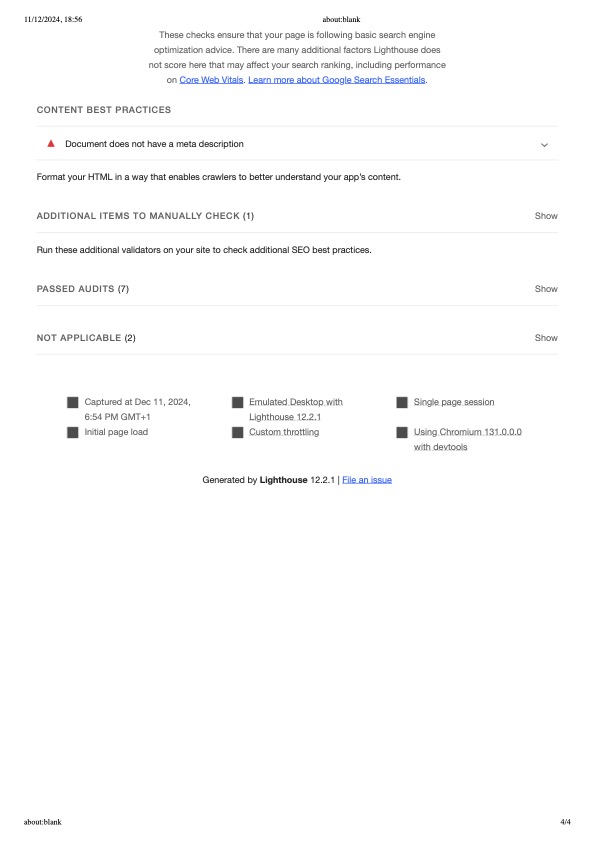 11/12/2024, 18:56 about:blank
These checks ensure that your page is following basic search engine
optimization advice. There are many additional factors Lighthouse does
not score here that may affect your search ranking, including performance
on Core Web Vitals. Learn more about Google Search Essentials.
CONTENT BEST PRACTICES
Document does not have a meta description
Format your HTML in a way that enables crawlers to better understand your app’s content.
ADDITIONAL ITEMS TO MANUALLY CHECK (1) Show
Run these additional validators on your site to check additional SEO best practices.
PASSED AUDITS (7) Show
NOT APPLICABLE (2) Show
Captured at Dec 11, 2024,
6:54 PM GMT+1
Emulated Desktop with
Lighthouse 12.2.1
Single page session
Initial page load
Custom throttling
Using Chromium 131.0.0.0
with devtools
Generated by Lighthouse 12.2.1 | File an issue
about:blank 4/4